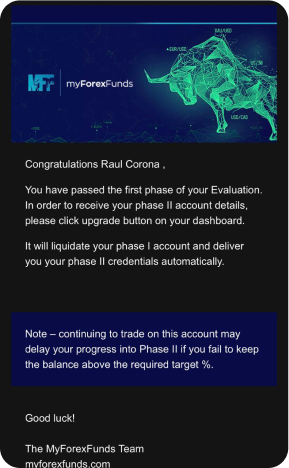 XAU/USD
EUR/USD
USD/CAD
MFF myForexFunds
Congratulations Raul Corona ,
You have passed the first phase of your Evaluation.
In order to receive your phase II account details,
please click upgrade button on your dashboard.
It will liquidate your phase I account and deliver
you your phase II credentials automatically.
Note – continuing to trade on this account may
delay your progress into Phase II if you fail to keep
the balance above the required target %.
Good luck!
The MyForexFunds Team
myforexfunds.com